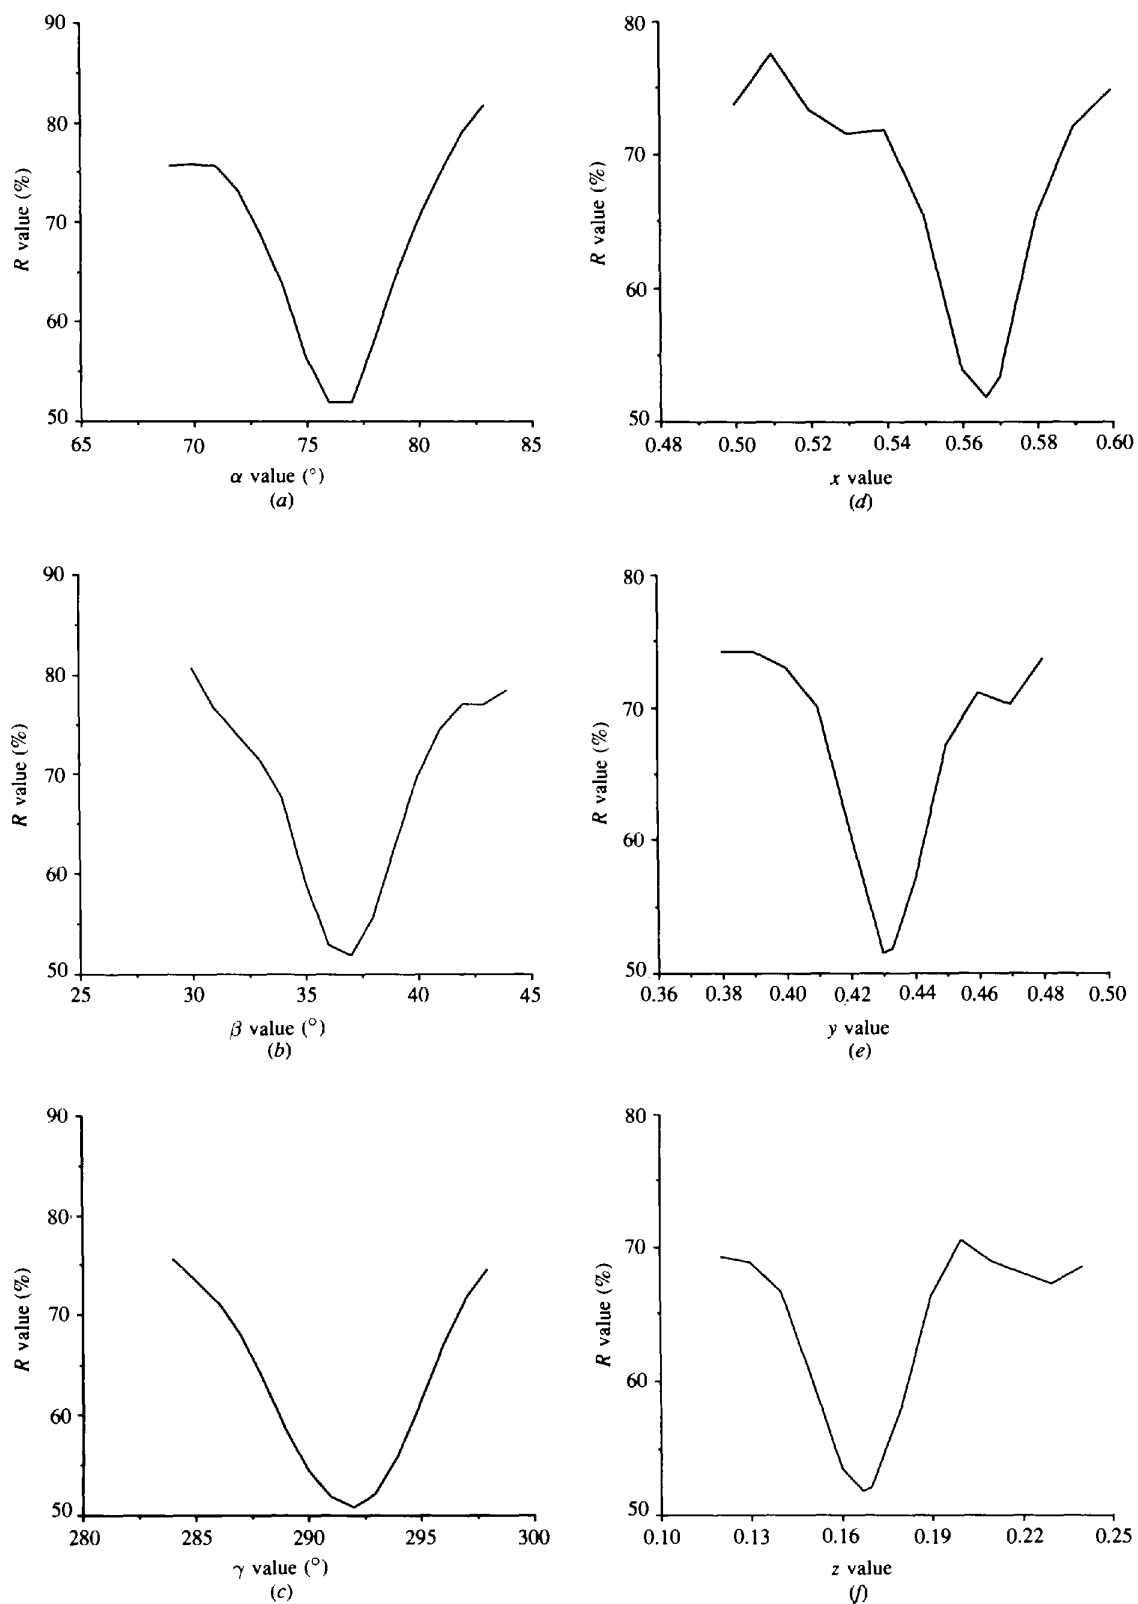 90
80
70
60
50
R value (%)
65 70 75 80 85
α value (°)
(a)
80
70
60
50
R value (%)
0.48 0.50 0.52 0.54 0.56 0.58 0.60
x value
(d)
90
80
70
60
50
R value (%)
25 30 35 40 45
β value (°)
(b)
80
70
60
50
R value (%)
0.36 0.38 0.40 0.42 0.44 0.46 0.48 0.50
y value
(e)
90
80
70
60
50
R value (%)
280 285 290 295 300
γ value (°)
(c)
80
70
60
50
R value (%)
0.10 0.13 0.16 0.19 0.22 0.25
z value
(f)